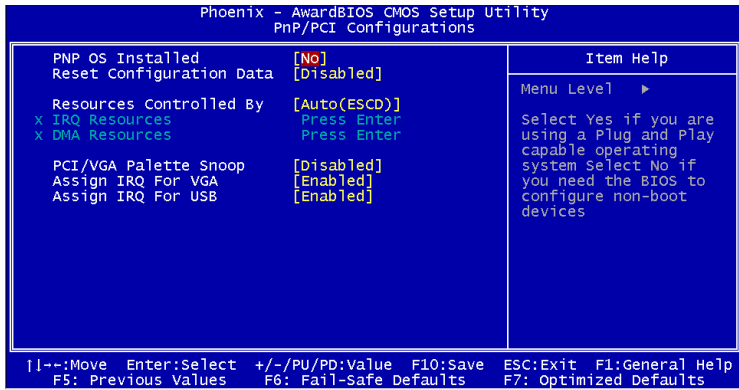 Phoenix - AwardBIOS CMOS Setup Utility
PnP/PCI Configurations
PNP OS Installed [No]
Reset Configuration Data [Disabled]
Resources Controlled By [Auto(ESCD)]
x IRQ Resources Press Enter
x DMA Resources Press Enter
PCI/VGA Palette Snoop [Disabled]
Assign IRQ For VGA [Enabled]
Assign IRQ For USB [Enabled]
Item Help
Menu Level ▶
Select Yes if you are
using a Plug and Play
capable operating
system Select No if
you need the BIOS to
configure non-boot
devices
↑↓→←:Move Enter:Select +/-/PU/PD:Value F10:Save ESC:Exit F1:General Help
F5: Previous Values F6: Fail-Safe Defaults F7: Optimized Defaults